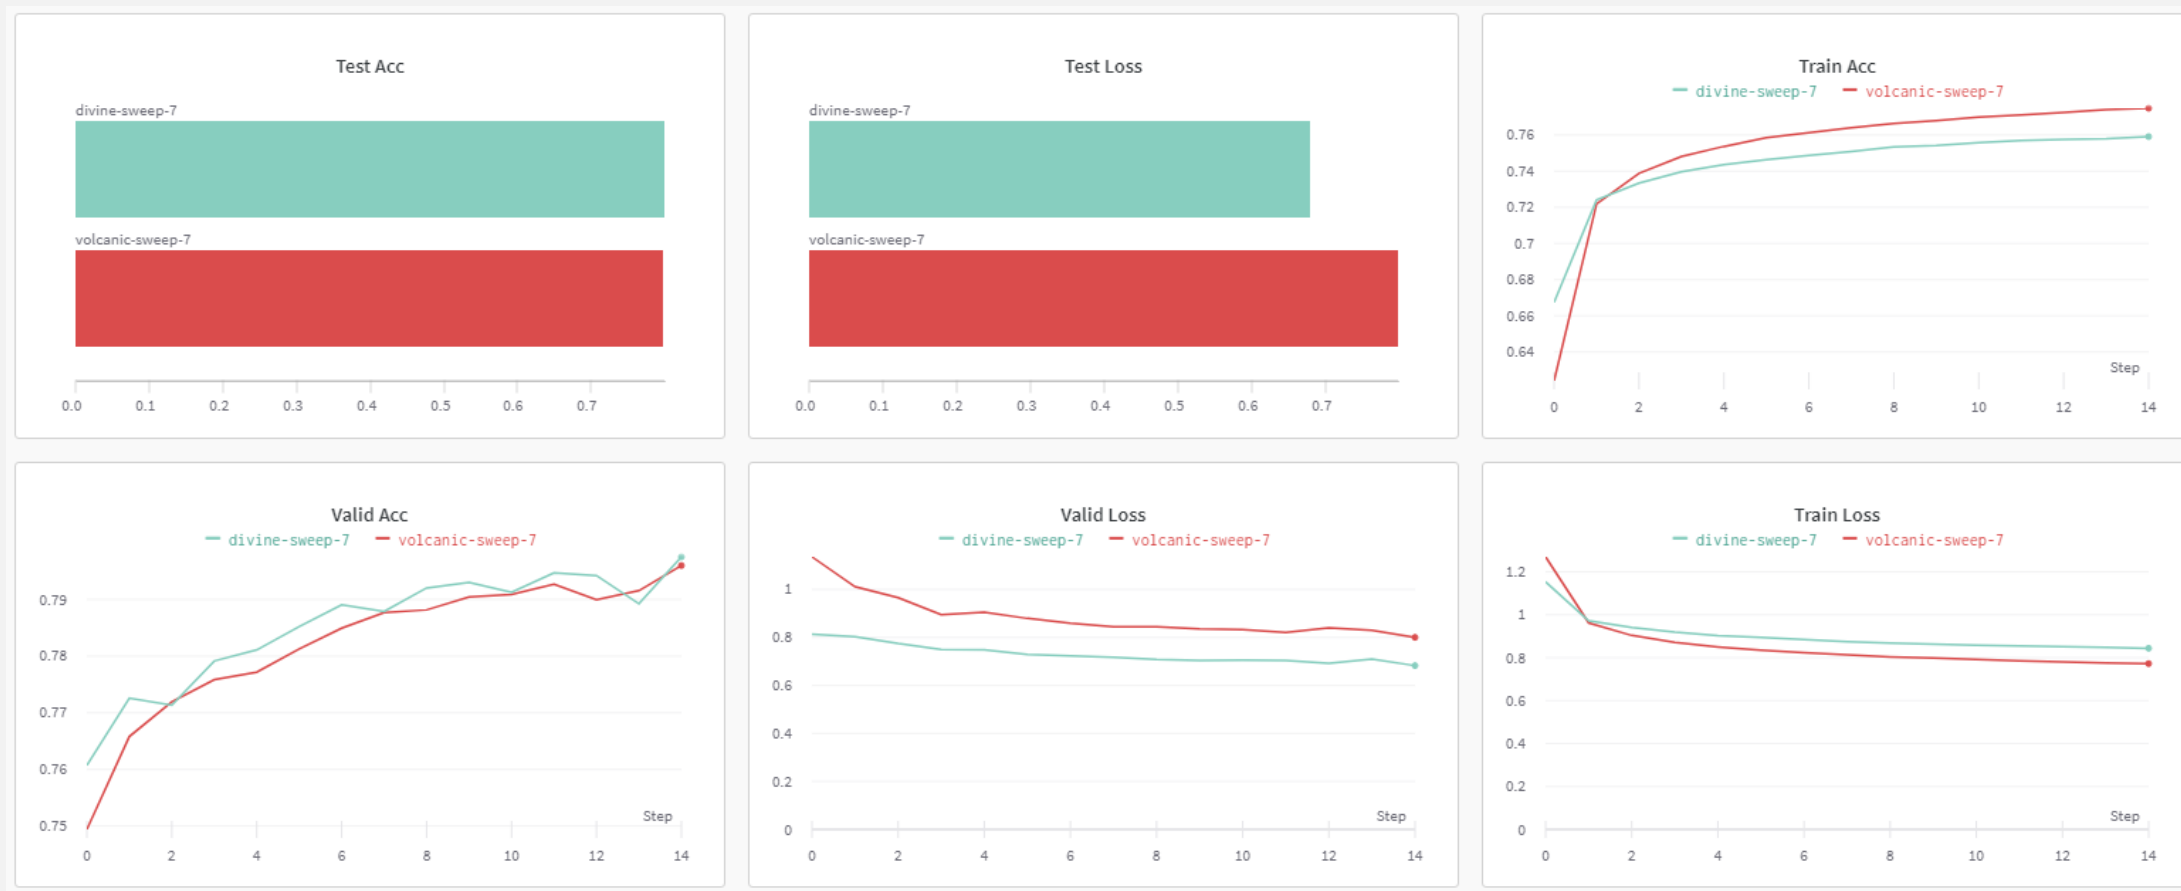 Test Acc
divine-sweep-7
volcanic-sweep-7
0.0 0.1 0.2 0.3 0.4 0.5 0.6 0.7
Test Loss
divine-sweep-7
volcanic-sweep-7
0.0 0.1 0.2 0.3 0.4 0.5 0.6 0.7
Train Acc
divine-sweep-7 volcanic-sweep-7
0.76
0.74
0.72
0.7
0.68
0.66
0.64
Step
0 2 4 6 8 10 12 14
Valid Acc
divine-sweep-7 volcanic-sweep-7
0.79
0.78
0.77
0.76
0.75
Step
0 2 4 6 8 10 12 14
Valid Loss
divine-sweep-7 volcanic-sweep-7
1
0.8
0.6
0.4
0.2
0
Step
0 2 4 6 8 10 12 14
Train Loss
divine-sweep-7 volcanic-sweep-7
1.2
1
0.8
0.6
0.4
0.2
0
Step
0 2 4 6 8 10 12 14